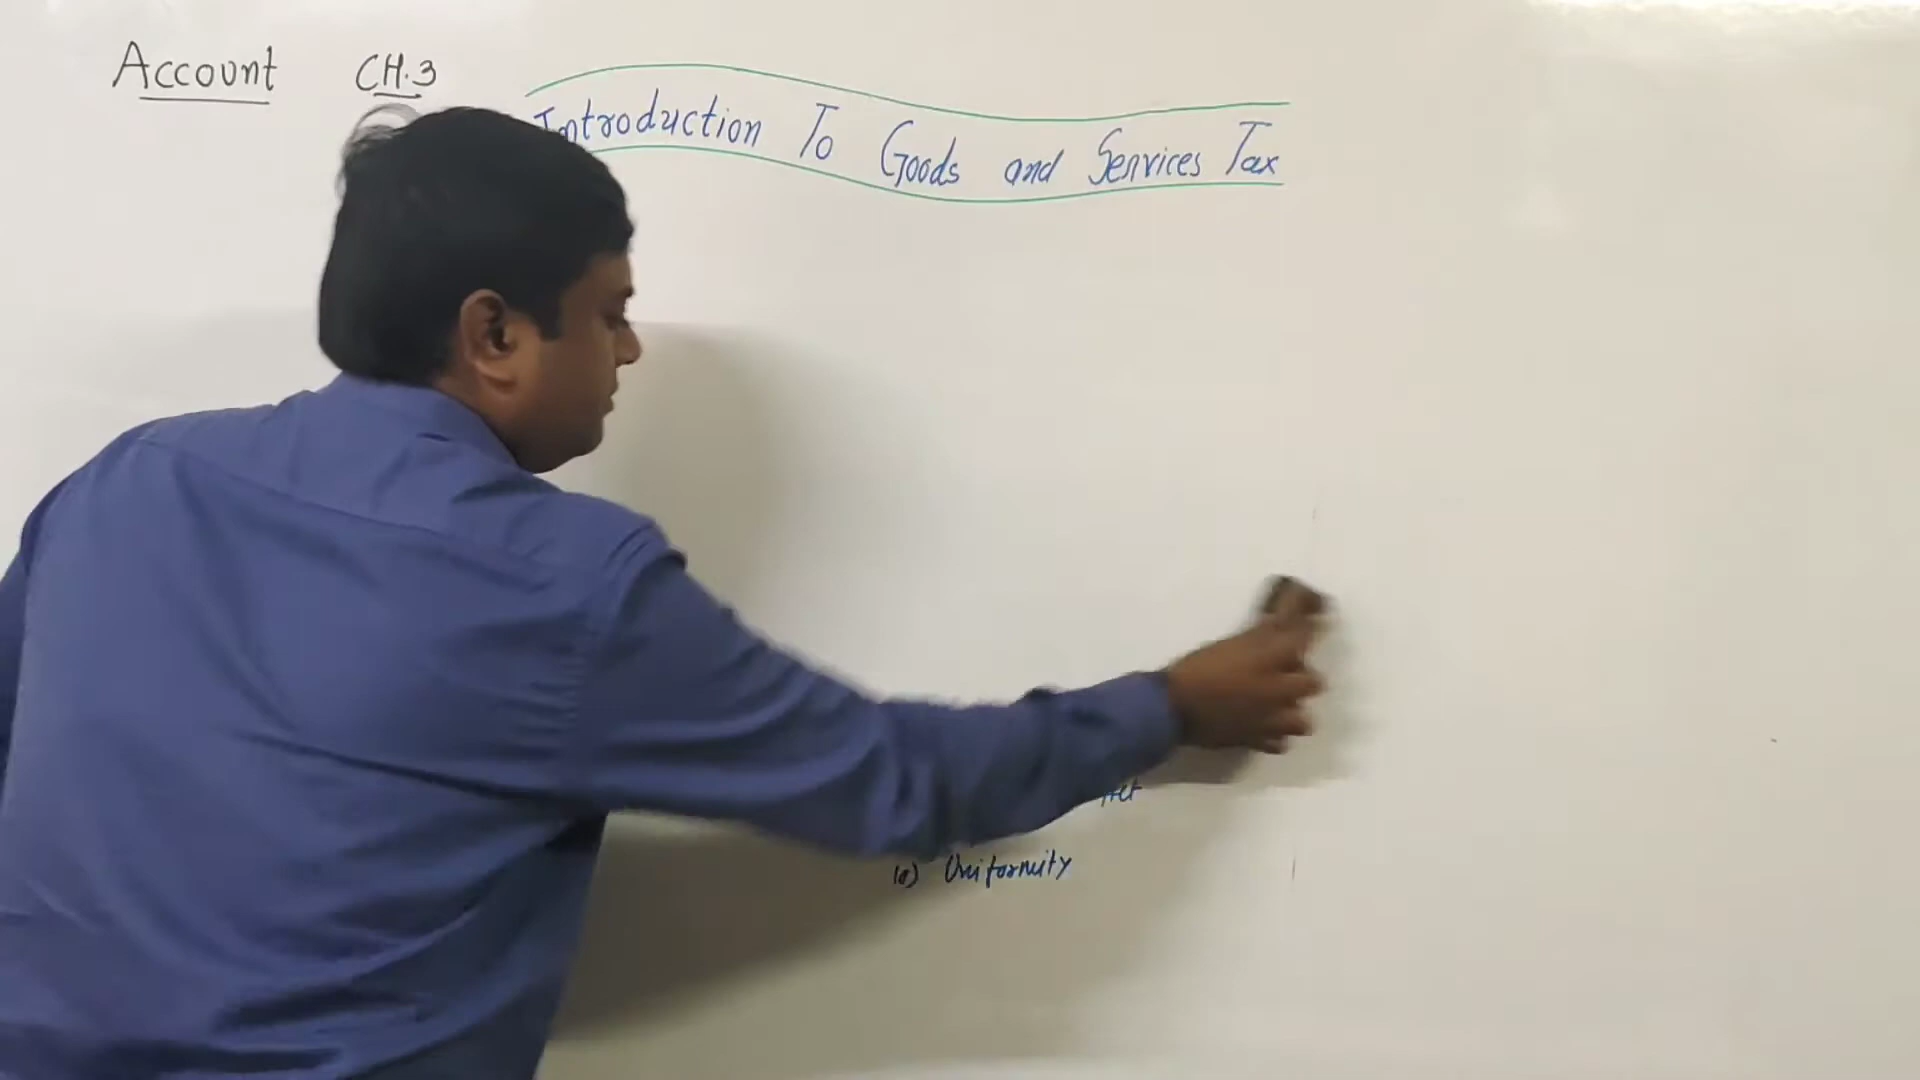 Account CH.3
Introduction To Goods and Services Tax
(e) Uniformity